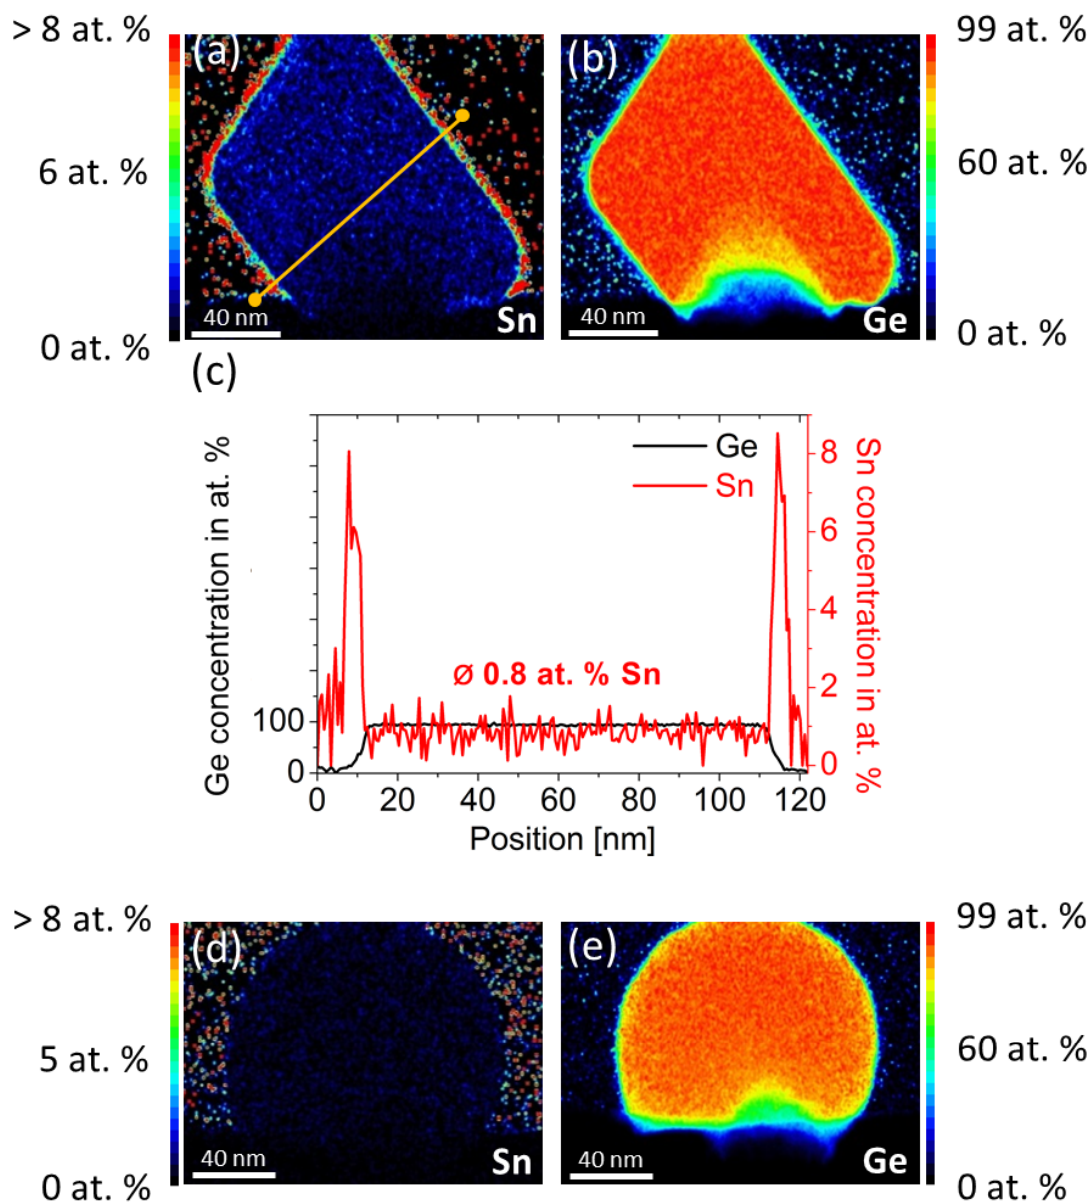 > 8 at. %
6 at. %
0 at. %
(a)
40 nm
Sn
(b)
40 nm
Ge
99 at. %
60 at. %
0 at. %
(c)
Ge concentration in at. %
100
0
Ge
Sn
Ø 0.8 at. % Sn
8
6
4
2
0
Sn concentration in at. %
0 20 40 60 80 100 120
Position [nm]
> 8 at. %
5 at. %
0 at. %
(d)
40 nm
Sn
(e)
40 nm
Ge
99 at. %
60 at. %
0 at. %